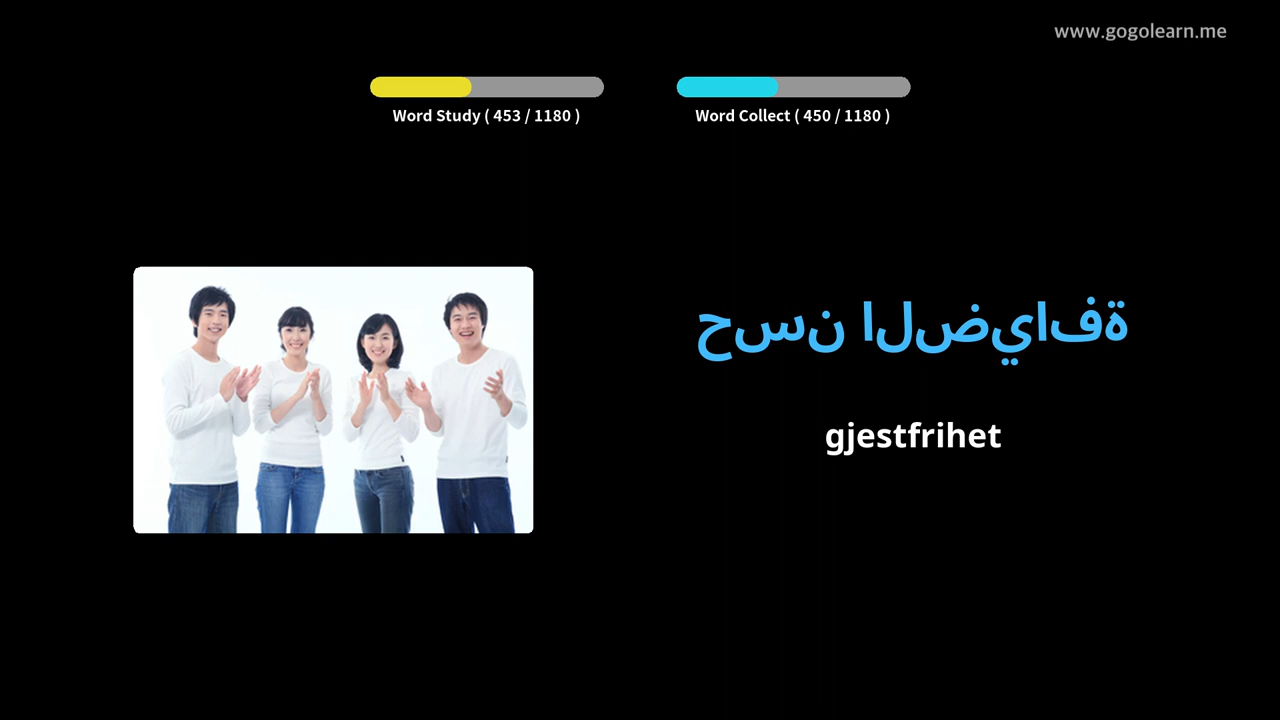 www.gogolearn.me
Word Study ( 453 / 1180 )
Word Collect ( 450 / 1180 )
حسن الضيافة
gjestfrihet